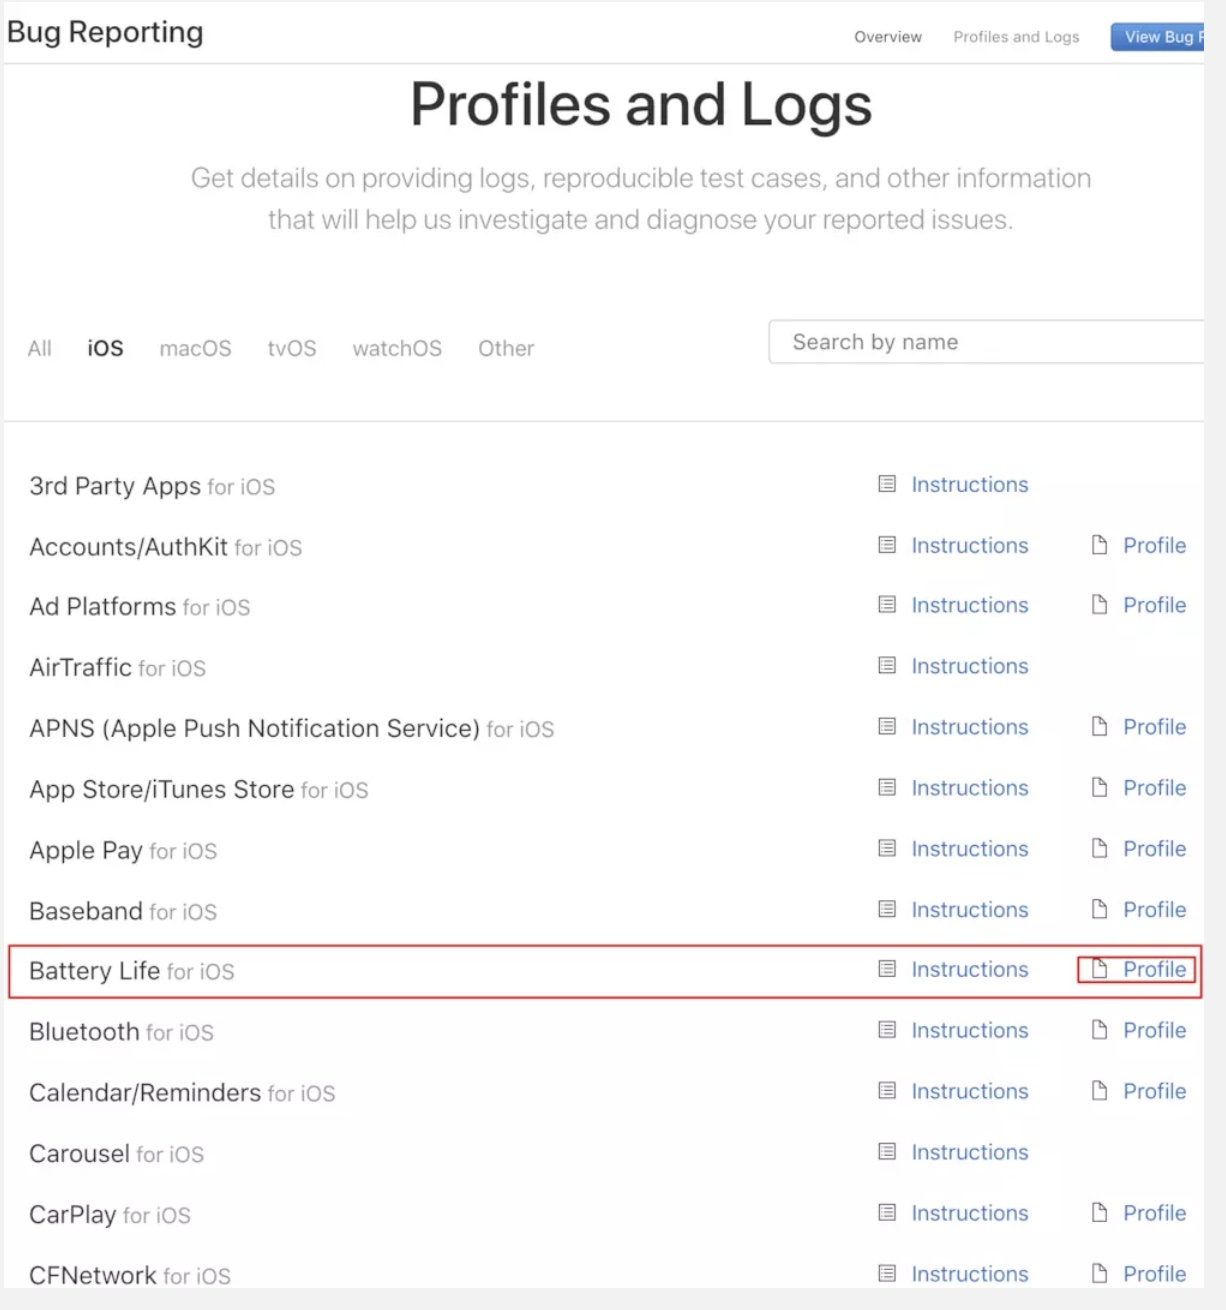 Bug Reporting Overview Profiles and Logs View Bug
Profiles and Logs
Get details on providing logs, reproducible test cases, and other information
that will help us investigate and diagnose your reported issues.
All iOS macOS tvOS watchOS Other Search by name
3rd Party Apps for iOS Instructions
Accounts/AuthKit for iOS Instructions Profile
Ad Platforms for iOS Instructions Profile
AirTraffic for iOS Instructions
APNS (Apple Push Notification Service) for iOS Instructions Profile
App Store/iTunes Store for iOS Instructions Profile
Apple Pay for iOS Instructions Profile
Baseband for iOS Instructions Profile
Battery Life for iOS Instructions Profile
Bluetooth for iOS Instructions Profile
Calendar/Reminders for iOS Instructions Profile
Carousel for iOS Instructions
CarPlay for iOS Instructions Profile
CFNetwork for iOS Instructions Profile